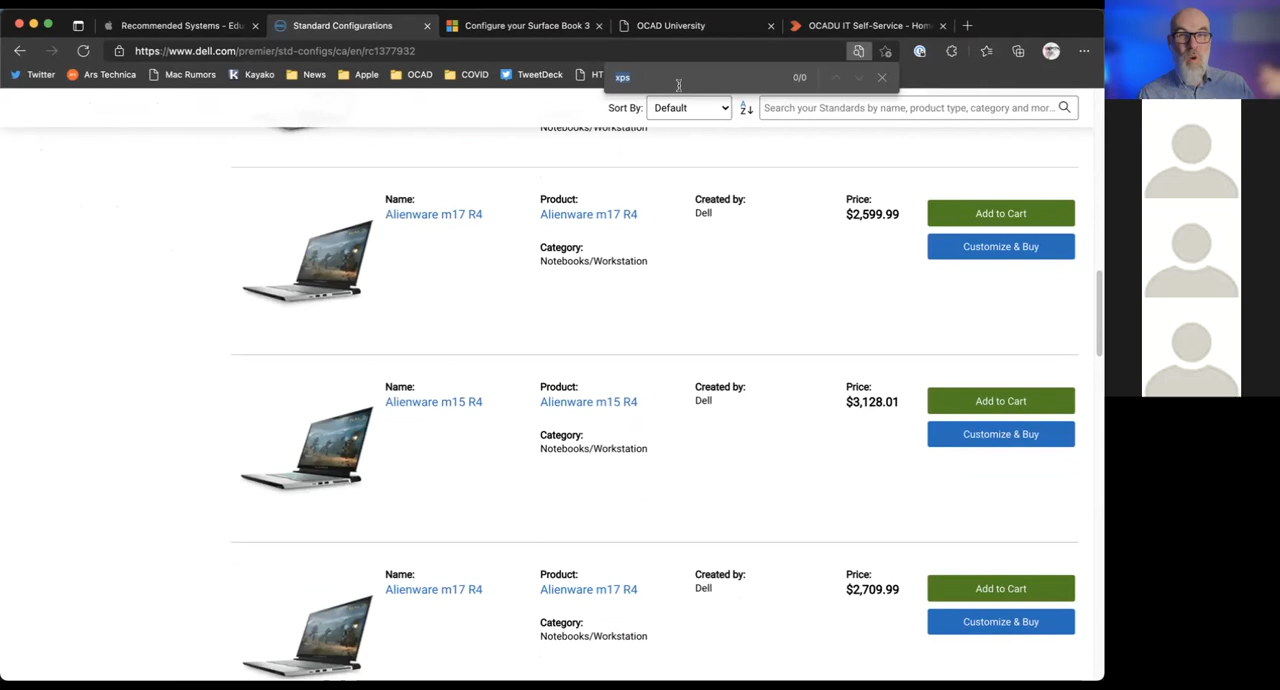 Recommended Systems - Edu
Standard Configurations
Configure your Surface Book 3
OCAD University
OCADU IT Self-Service - Hom
https://www.dell.com/premier/std-configs/ca/en/rc1377932
Twitter
Ars Technica
Mac Rumors
Kayako
News
Apple
OCAD
COVID
TweetDeck
HT
xps
0/0
Sort By:
Default
Search your Standards by name, product type, category and mor...
Notebooks/Workstation
Name:
Alienware m17 R4
Product:
Alienware m17 R4
Category:
Notebooks/Workstation
Created by:
Dell
Price:
$2,599.99
Add to Cart
Customize & Buy
Name:
Alienware m15 R4
Product:
Alienware m15 R4
Category:
Notebooks/Workstation
Created by:
Dell
Price:
$3,128.01
Add to Cart
Customize & Buy
Name:
Alienware m17 R4
Product:
Alienware m17 R4
Category:
Notebooks/Workstation
Created by:
Dell
Price:
$2,709.99
Add to Cart
Customize & Buy